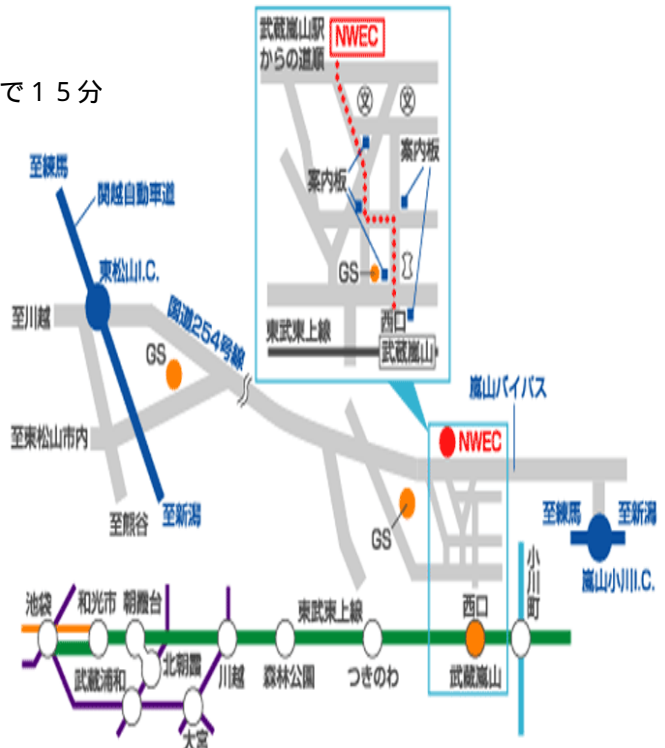 武蔵嵐山駅
からの道順
NWEC
で１５分
文
文
案内板
案内板
GS
西口
東武東上線
武蔵嵐山
至練馬
関越自動車道
東松山I.C.
至川越
国道254号線
GS
至東松山市内
至熊谷
至新潟
嵐山バイパス
NWEC
GS
至練馬
至新潟
嵐山小川I.C.
小川町
池袋
和光市
朝霞台
東武東上線
西口
武蔵浦和
北朝霞
川越
森林公園
つきのわ
武蔵嵐山
大宮